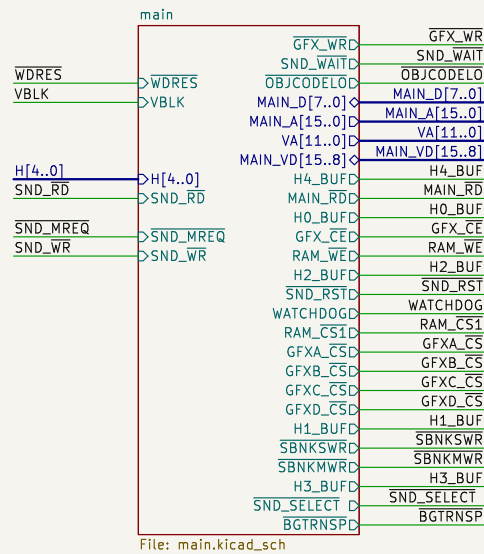 main
GFX_WR
GFX_WR
SND_WAIT
SND_WAIT
WDRES
WDRES
OBJCODELO
OBJCODELO
VBLK
VBLK
MAIN_D[7..0]
MAIN_D[7..0]
MAIN_A[15..0]
MAIN_A[15..0]
VA[11..0]
VA[11..0]
MAIN_VD[15..8]
MAIN_VD[15..8]
H[4..0]
H[4..0]
H4_BUF
H4_BUF
SND_RD
SND_RD
MAIN_RD
MAIN_RD
H0_BUF
H0_BUF
SND_MREQ
SND_MREQ
GFX_CE
GFX_CE
SND_WR
SND_WR
RAM_WE
RAM_WE
H2_BUF
H2_BUF
SND_RST
SND_RST
WATCHDOG
WATCHDOG
RAM_CS1
RAM_CS1
GFXA_CS
GFXA_CS
GFXB_CS
GFXB_CS
GFXC_CS
GFXC_CS
GFXD_CS
GFXD_CS
H1_BUF
H1_BUF
SBNKSWR
SBNKSWR
SBNKMWR
SBNKMWR
H3_BUF
H3_BUF
SND_SELECT
SND_SELECT
BGTRNSP
BGTRNSP
File: main.kicad_sch